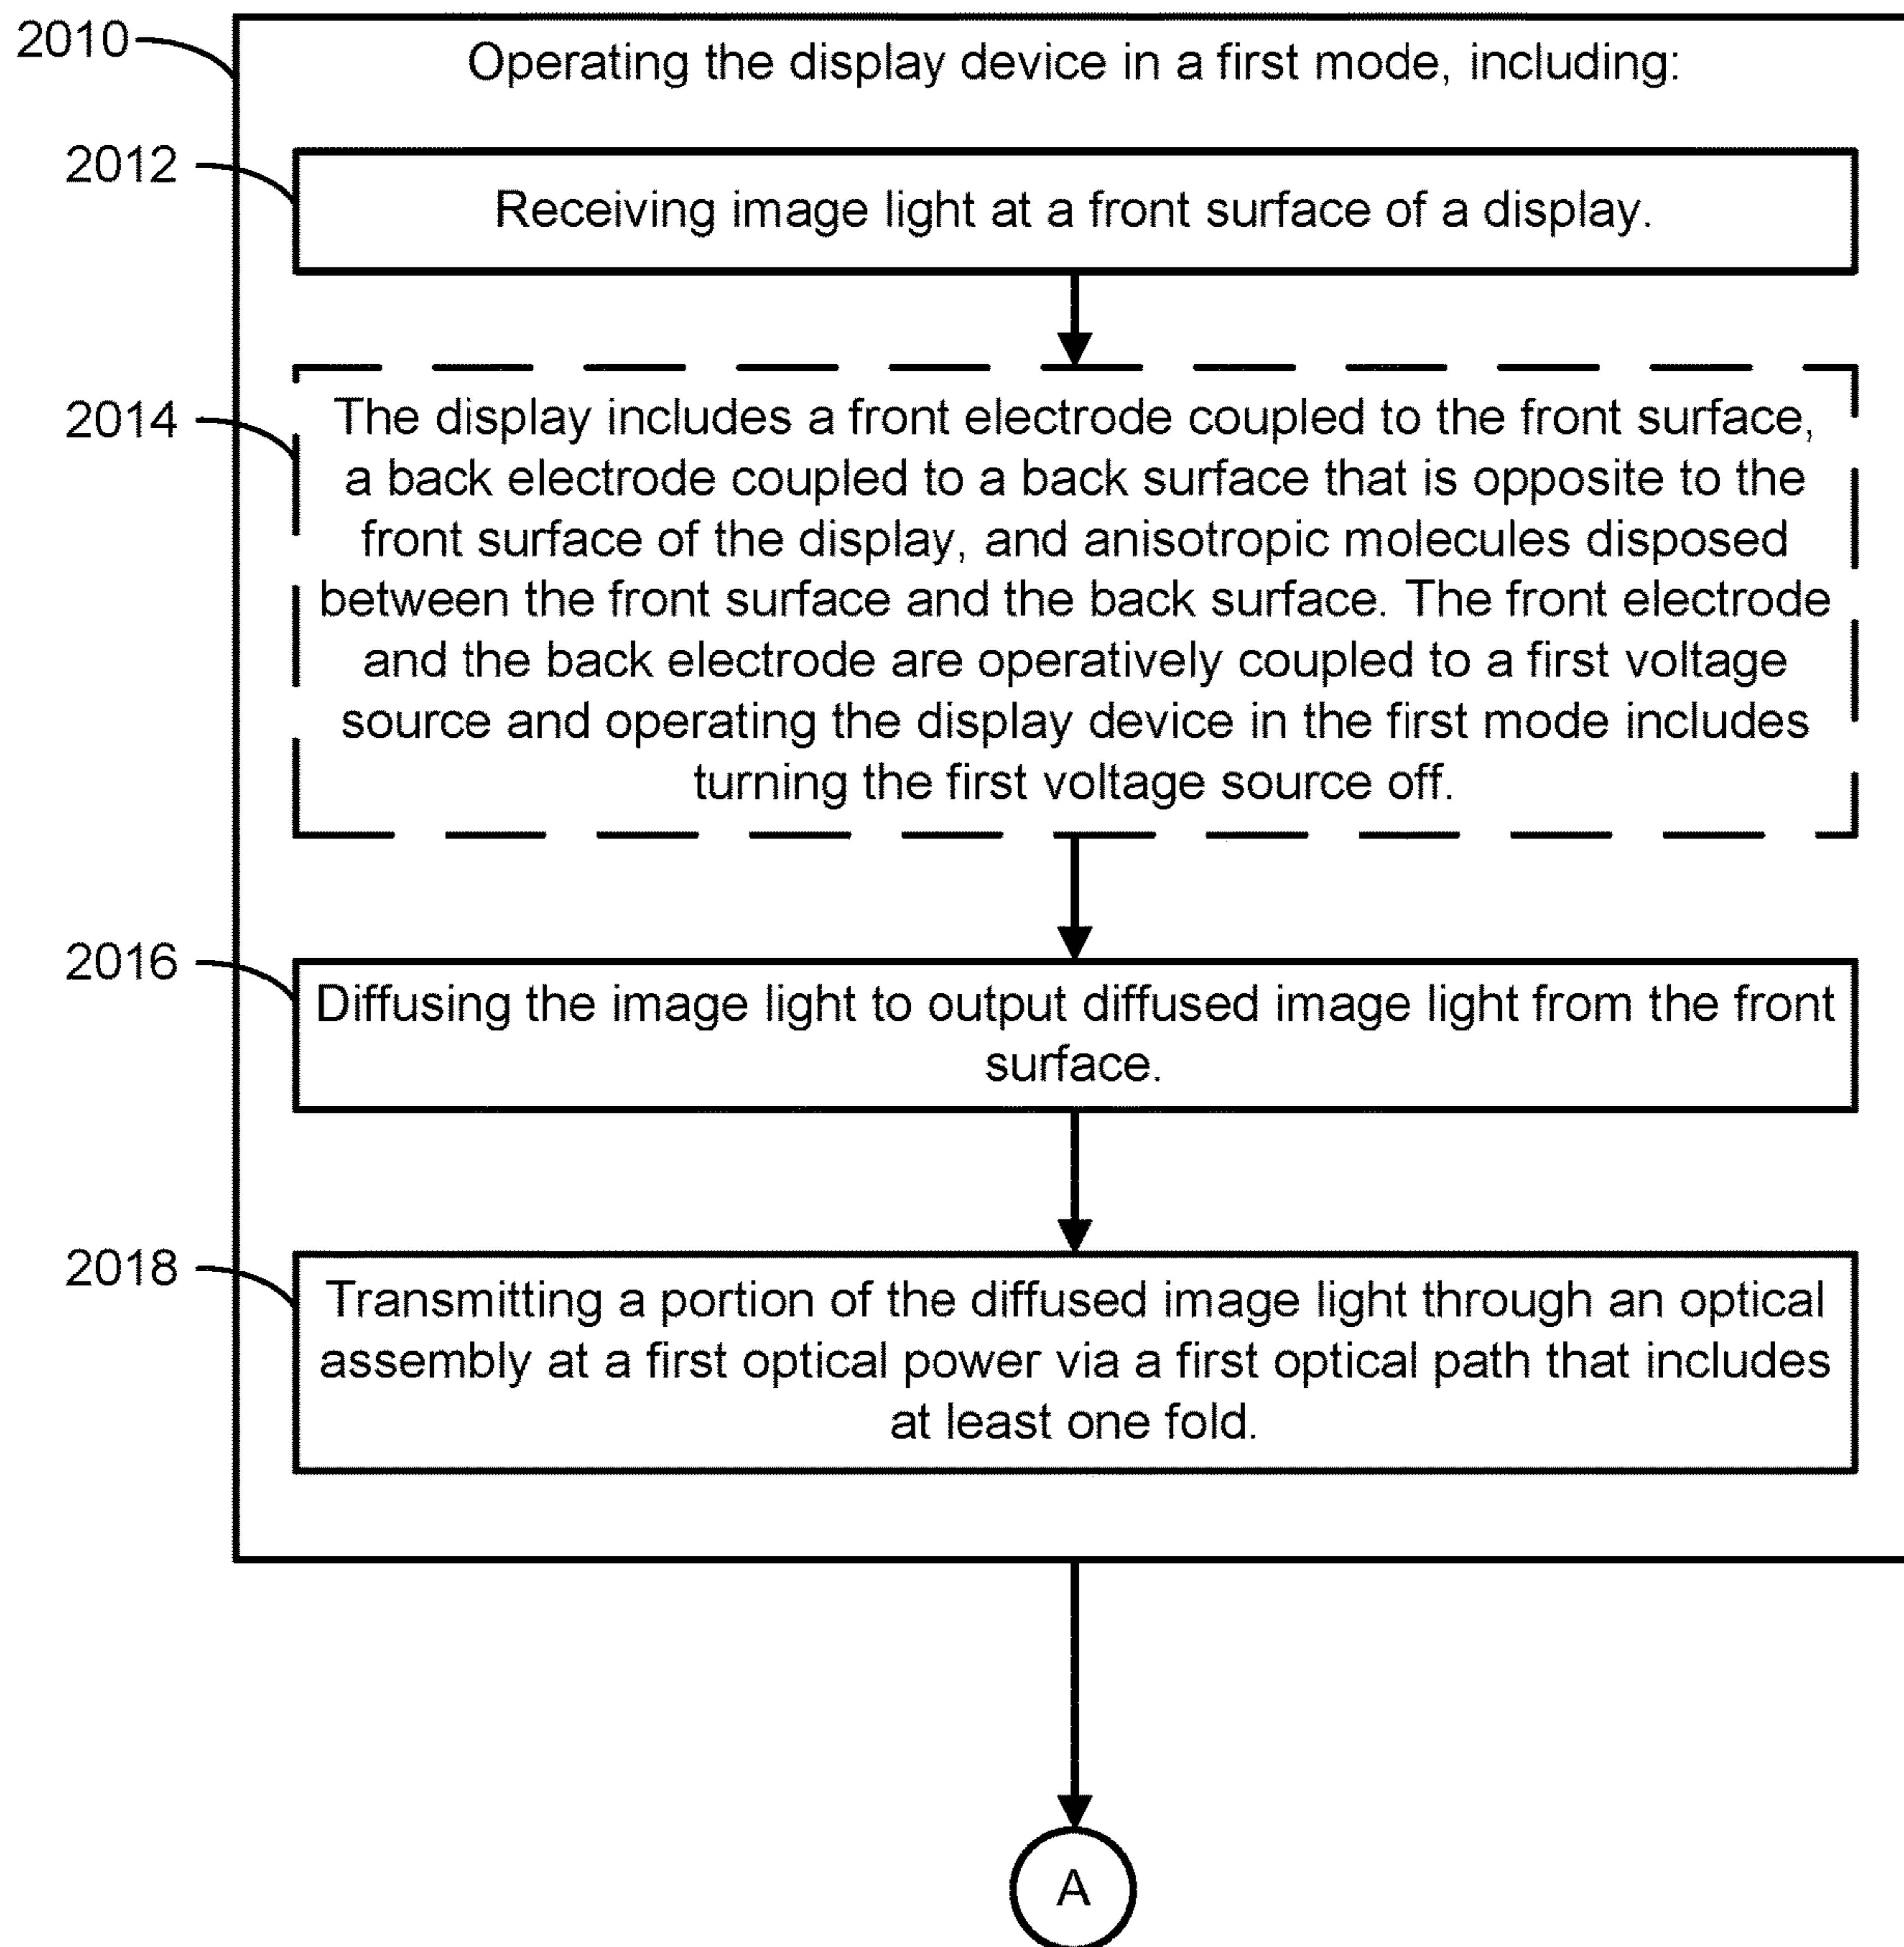 2010
Operating the display device in a first mode, including:
2012
Receiving image light at a front surface of a display.
2014
The display includes a front electrode coupled to the front surface,
a back electrode coupled to a back surface that is opposite to the
front surface of the display, and anisotropic molecules disposed
between the front surface and the back surface. The front electrode
and the back electrode are operatively coupled to a first voltage
source and operating the display device in the first mode includes
turning the first voltage source off.
2016
Diffusing the image light to output diffused image light from the front
surface.
2018
Transmitting a portion of the diffused image light through an optical
assembly at a first optical power via a first optical path that includes
at least one fold.
A